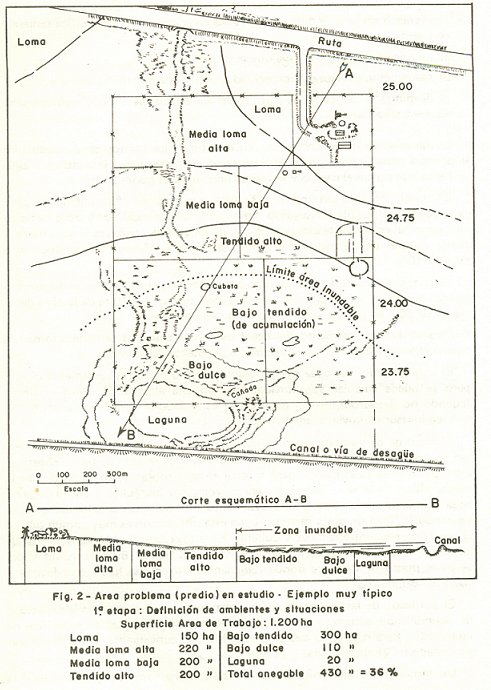 Loma
Ruta
A
25.00
Loma
Media loma
alta
Media loma baja
24.75
Tendido alto
Límite área inundable
Cubeta
24.00
Bajo tendido
(de acumulación)
Bajo
dulce
23.75
Cañada
Laguna
B
Canal o vía de desagüe
0 100 200 300m
Escala
A Corte esquemático A-B B
Zona inundable
Canal
Loma
Media
loma
alta
Media
loma
baja
Tendido
alto
Bajo tendido
Bajo
dulce
Laguna
Fig. 2 - Area problema (predio) en estudio - Ejemplo muy típico
1ª etapa: Definición de ambientes y situaciones
Superficie Area de Trabajo: 1.200 ha
Loma 150 ha Bajo tendido 300 ha
Media loma alta 220 " Bajo dulce 110 "
Media loma baja 200 " Laguna 20 "
Tendido alto 200 " Total anegable 430 " = 36 %